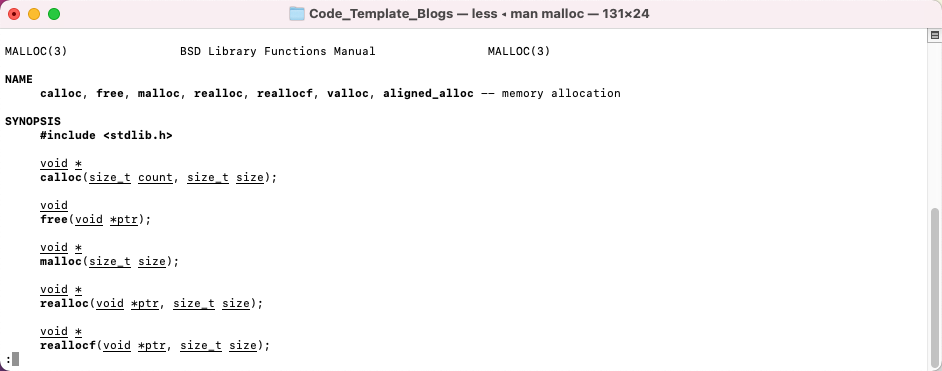 Code_Template_Blogs — less ◂ man malloc — 131×24
MALLOC(3) BSD Library Functions Manual MALLOC(3)
NAME
calloc, free, malloc, realloc, reallocf, valloc, aligned_alloc -- memory allocation
SYNOPSIS
#include <stdlib.h>
void *
calloc(size_t count, size_t size);
void
free(void *ptr);
void *
malloc(size_t size);
void *
realloc(void *ptr, size_t size);
void *
reallocf(void *ptr, size_t size);
: